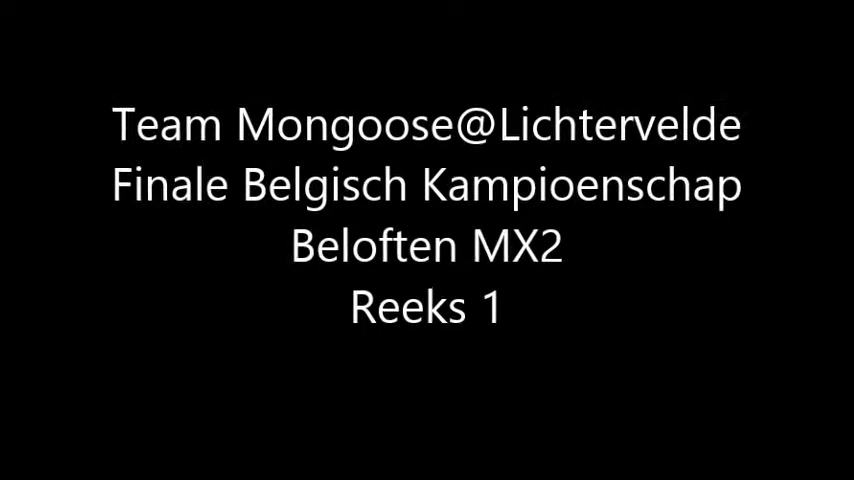 Team Mongoose@Lichtervelde
Finale Belgisch Kampioenschap
Beloften MX2
Reeks 1